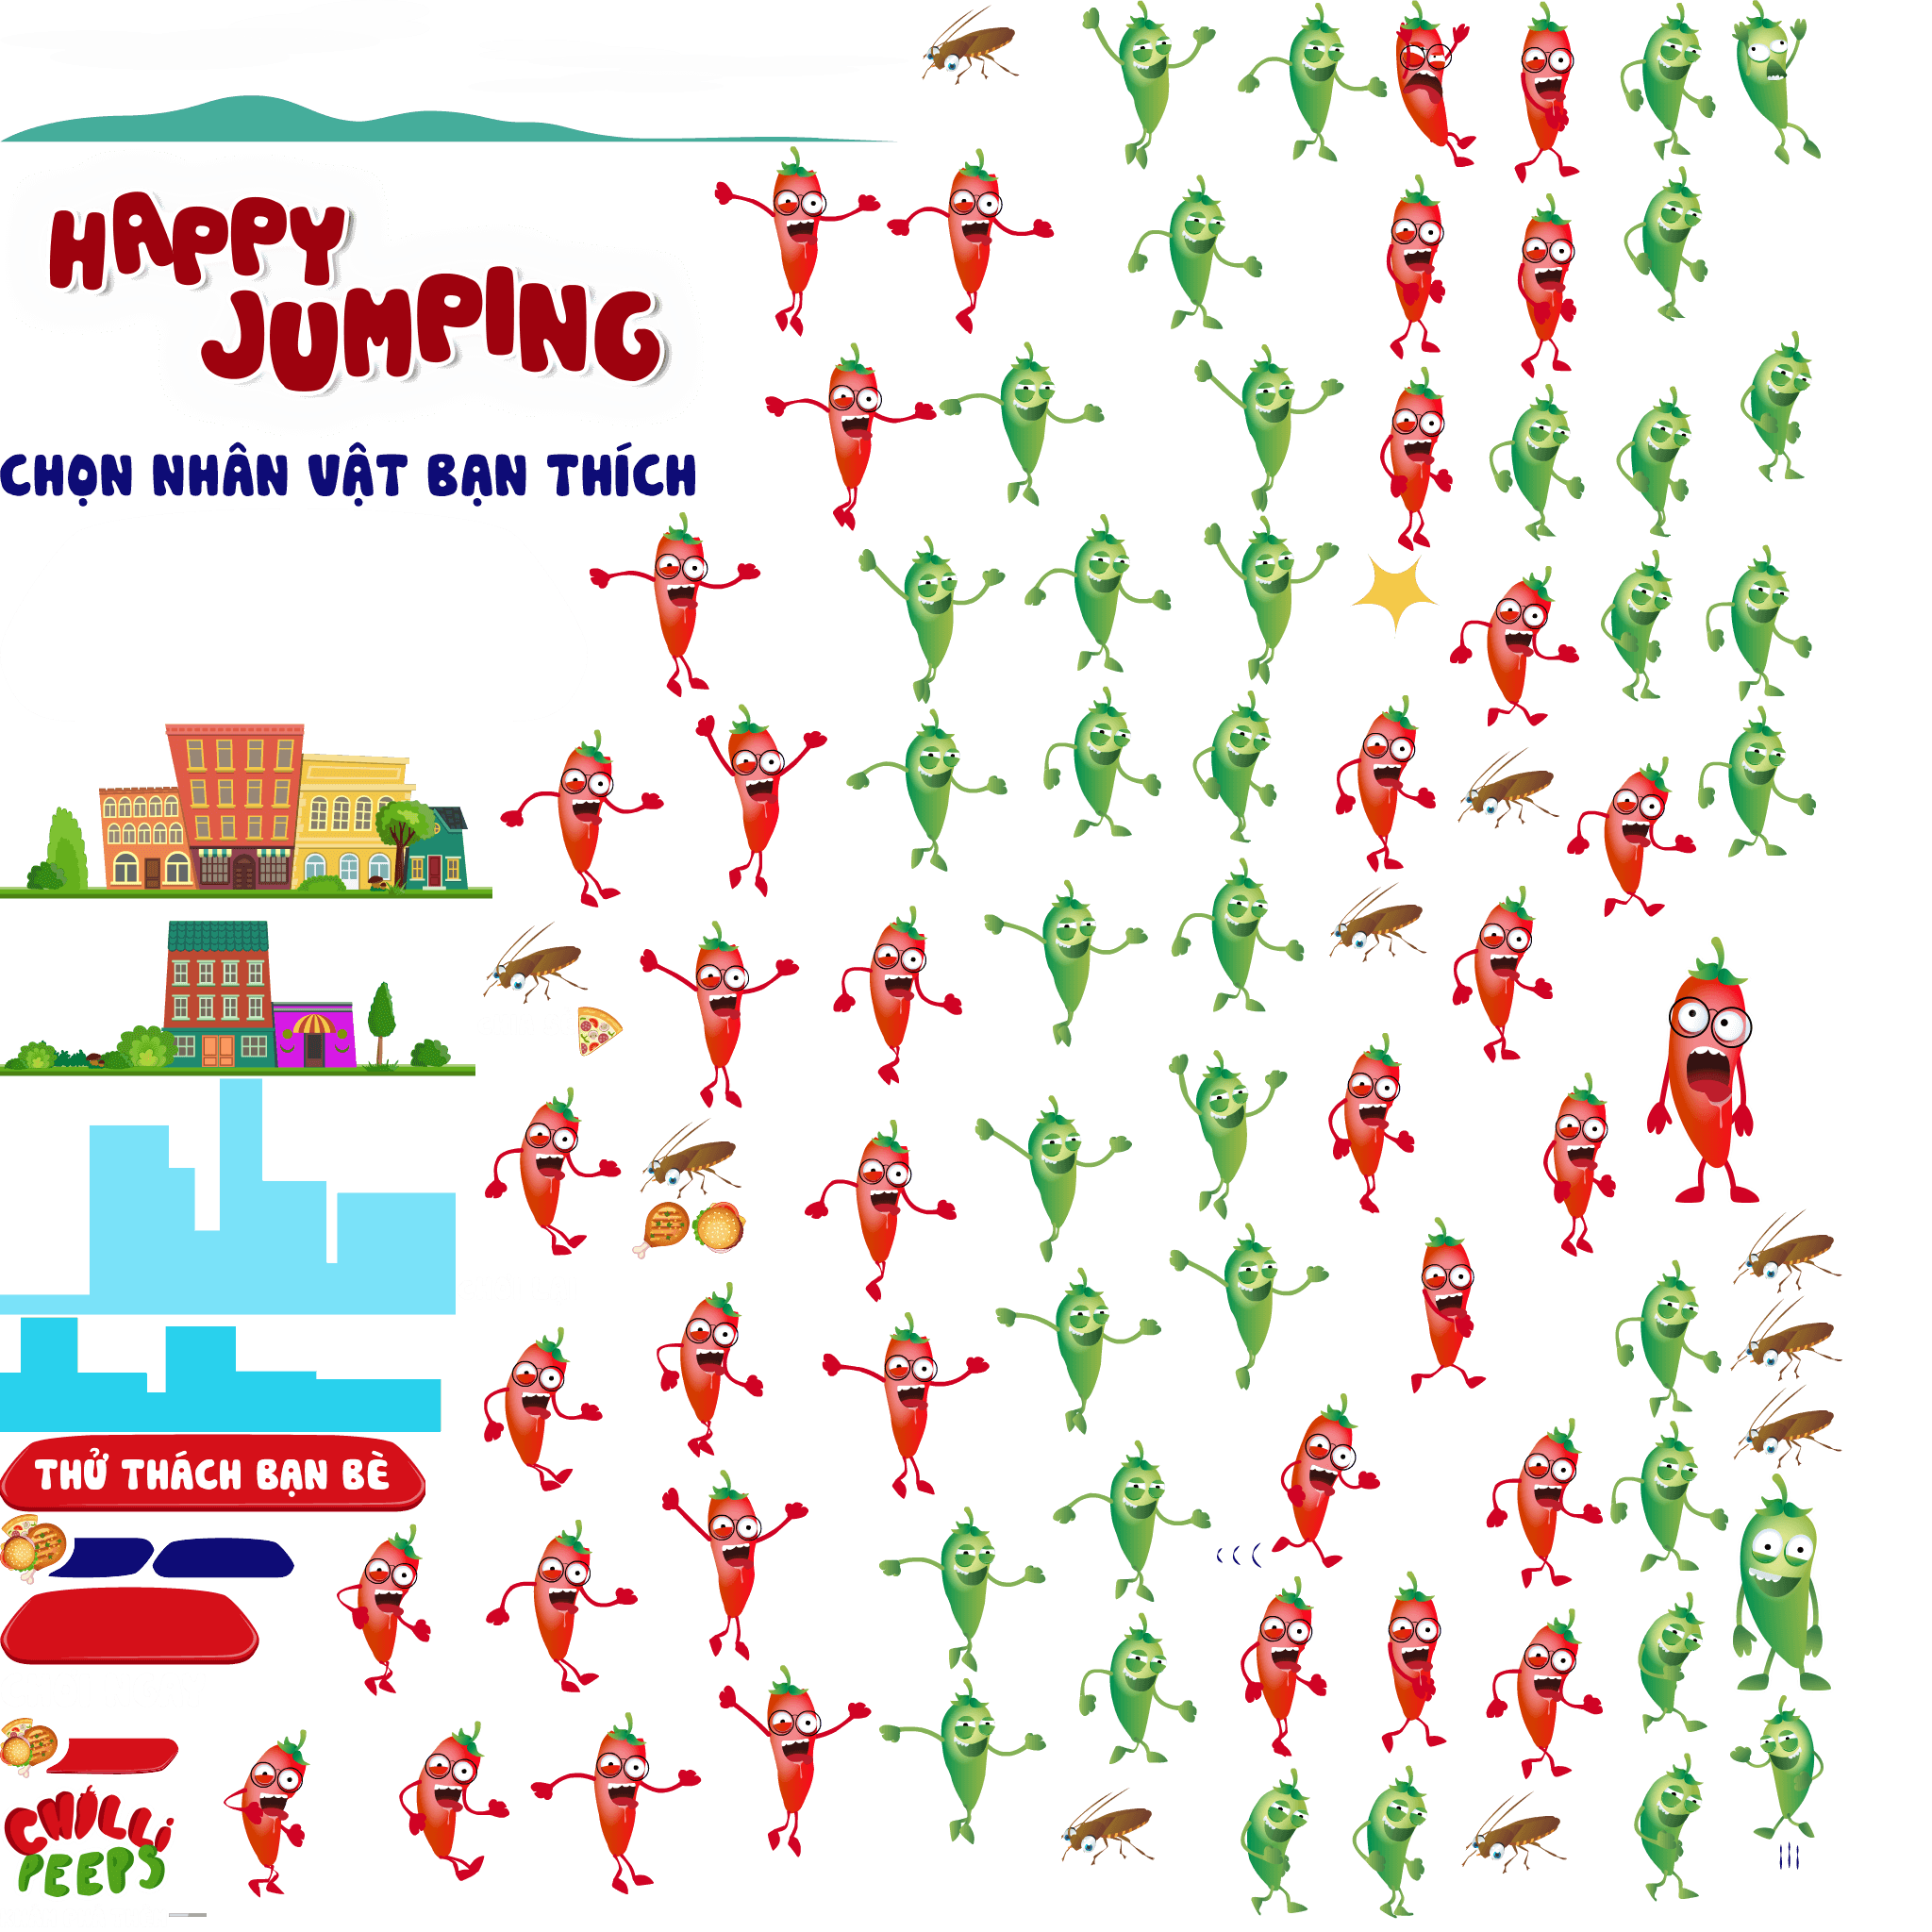 HAPPY
JUMPING
CHỌN NHÂN VẬT BẠN THÍCH
THỬ THÁCH BẠN BÈ
CHILLi
PEEPS